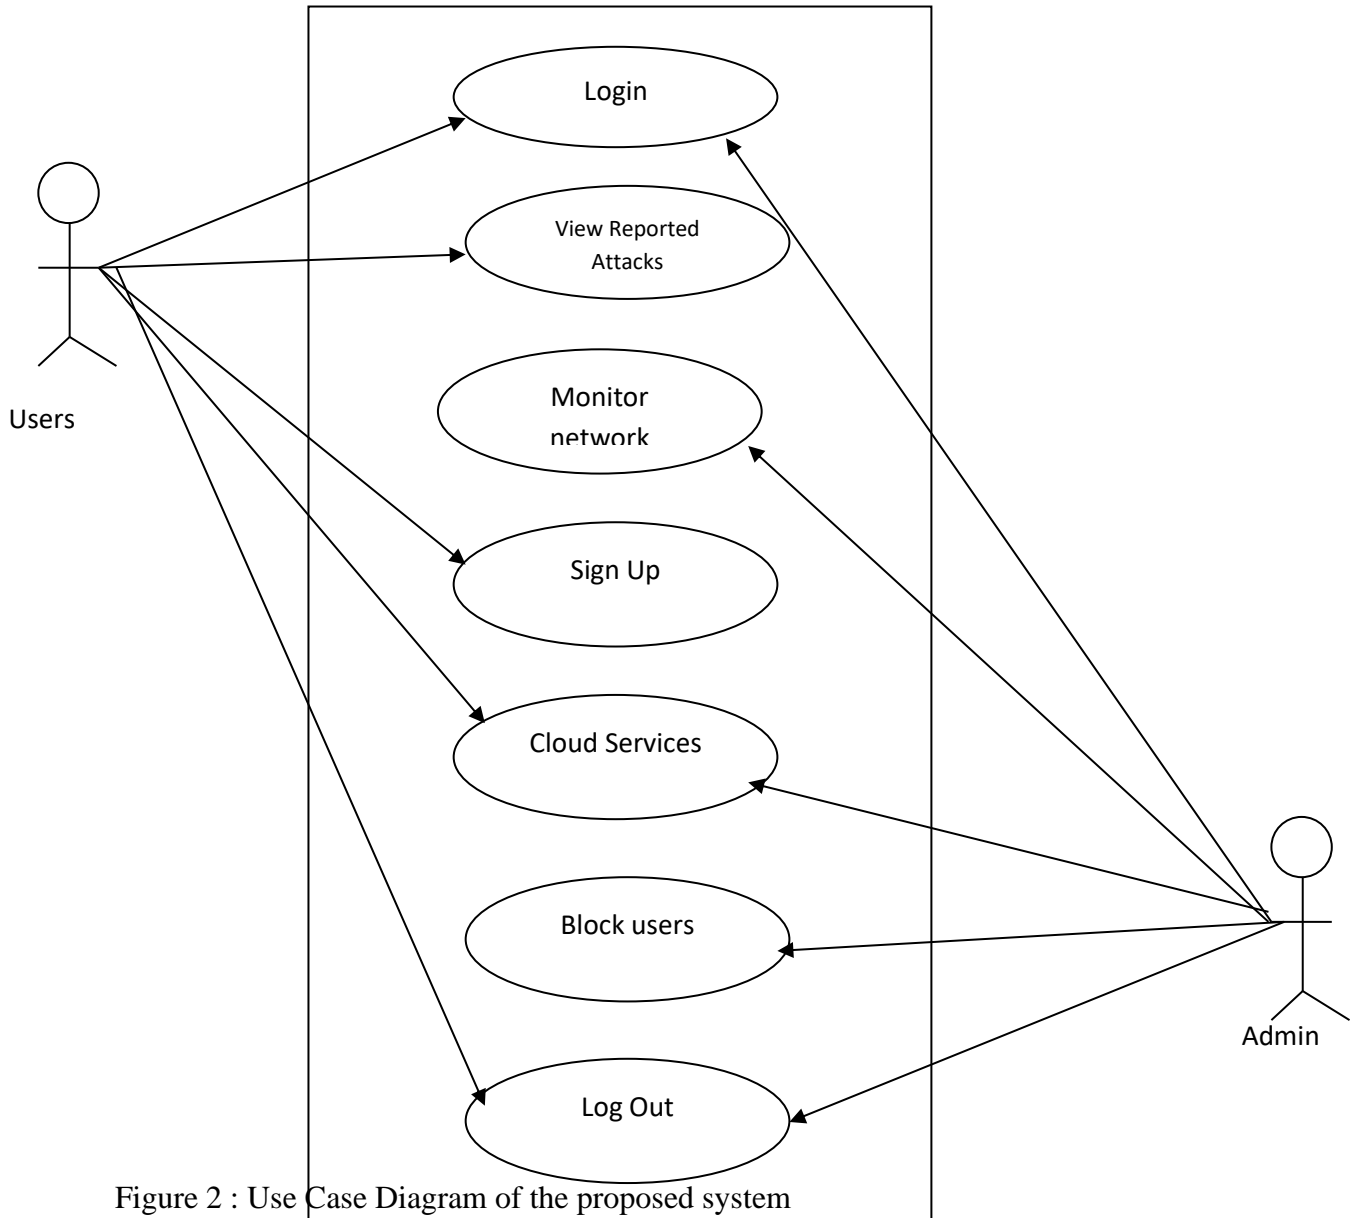 Login
View Reported
Attacks
Monitor
network
Users
Sign Up
Cloud Services
Block users
Admin
Log Out
Figure 2 : Use Case Diagram of the proposed system